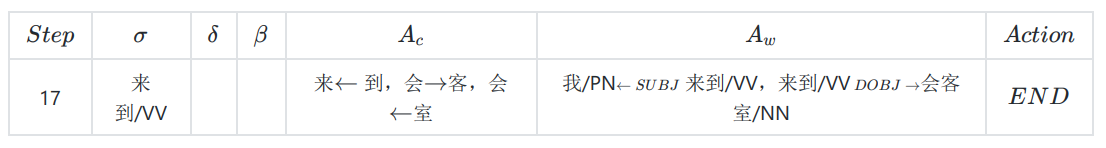 Step σ δ β A_c A_w Action
17 来到/VV 来← 到，会→客，会←室 我/PN← SUBJ 来到/VV，来到/VV DOBJ →会客室/NN END